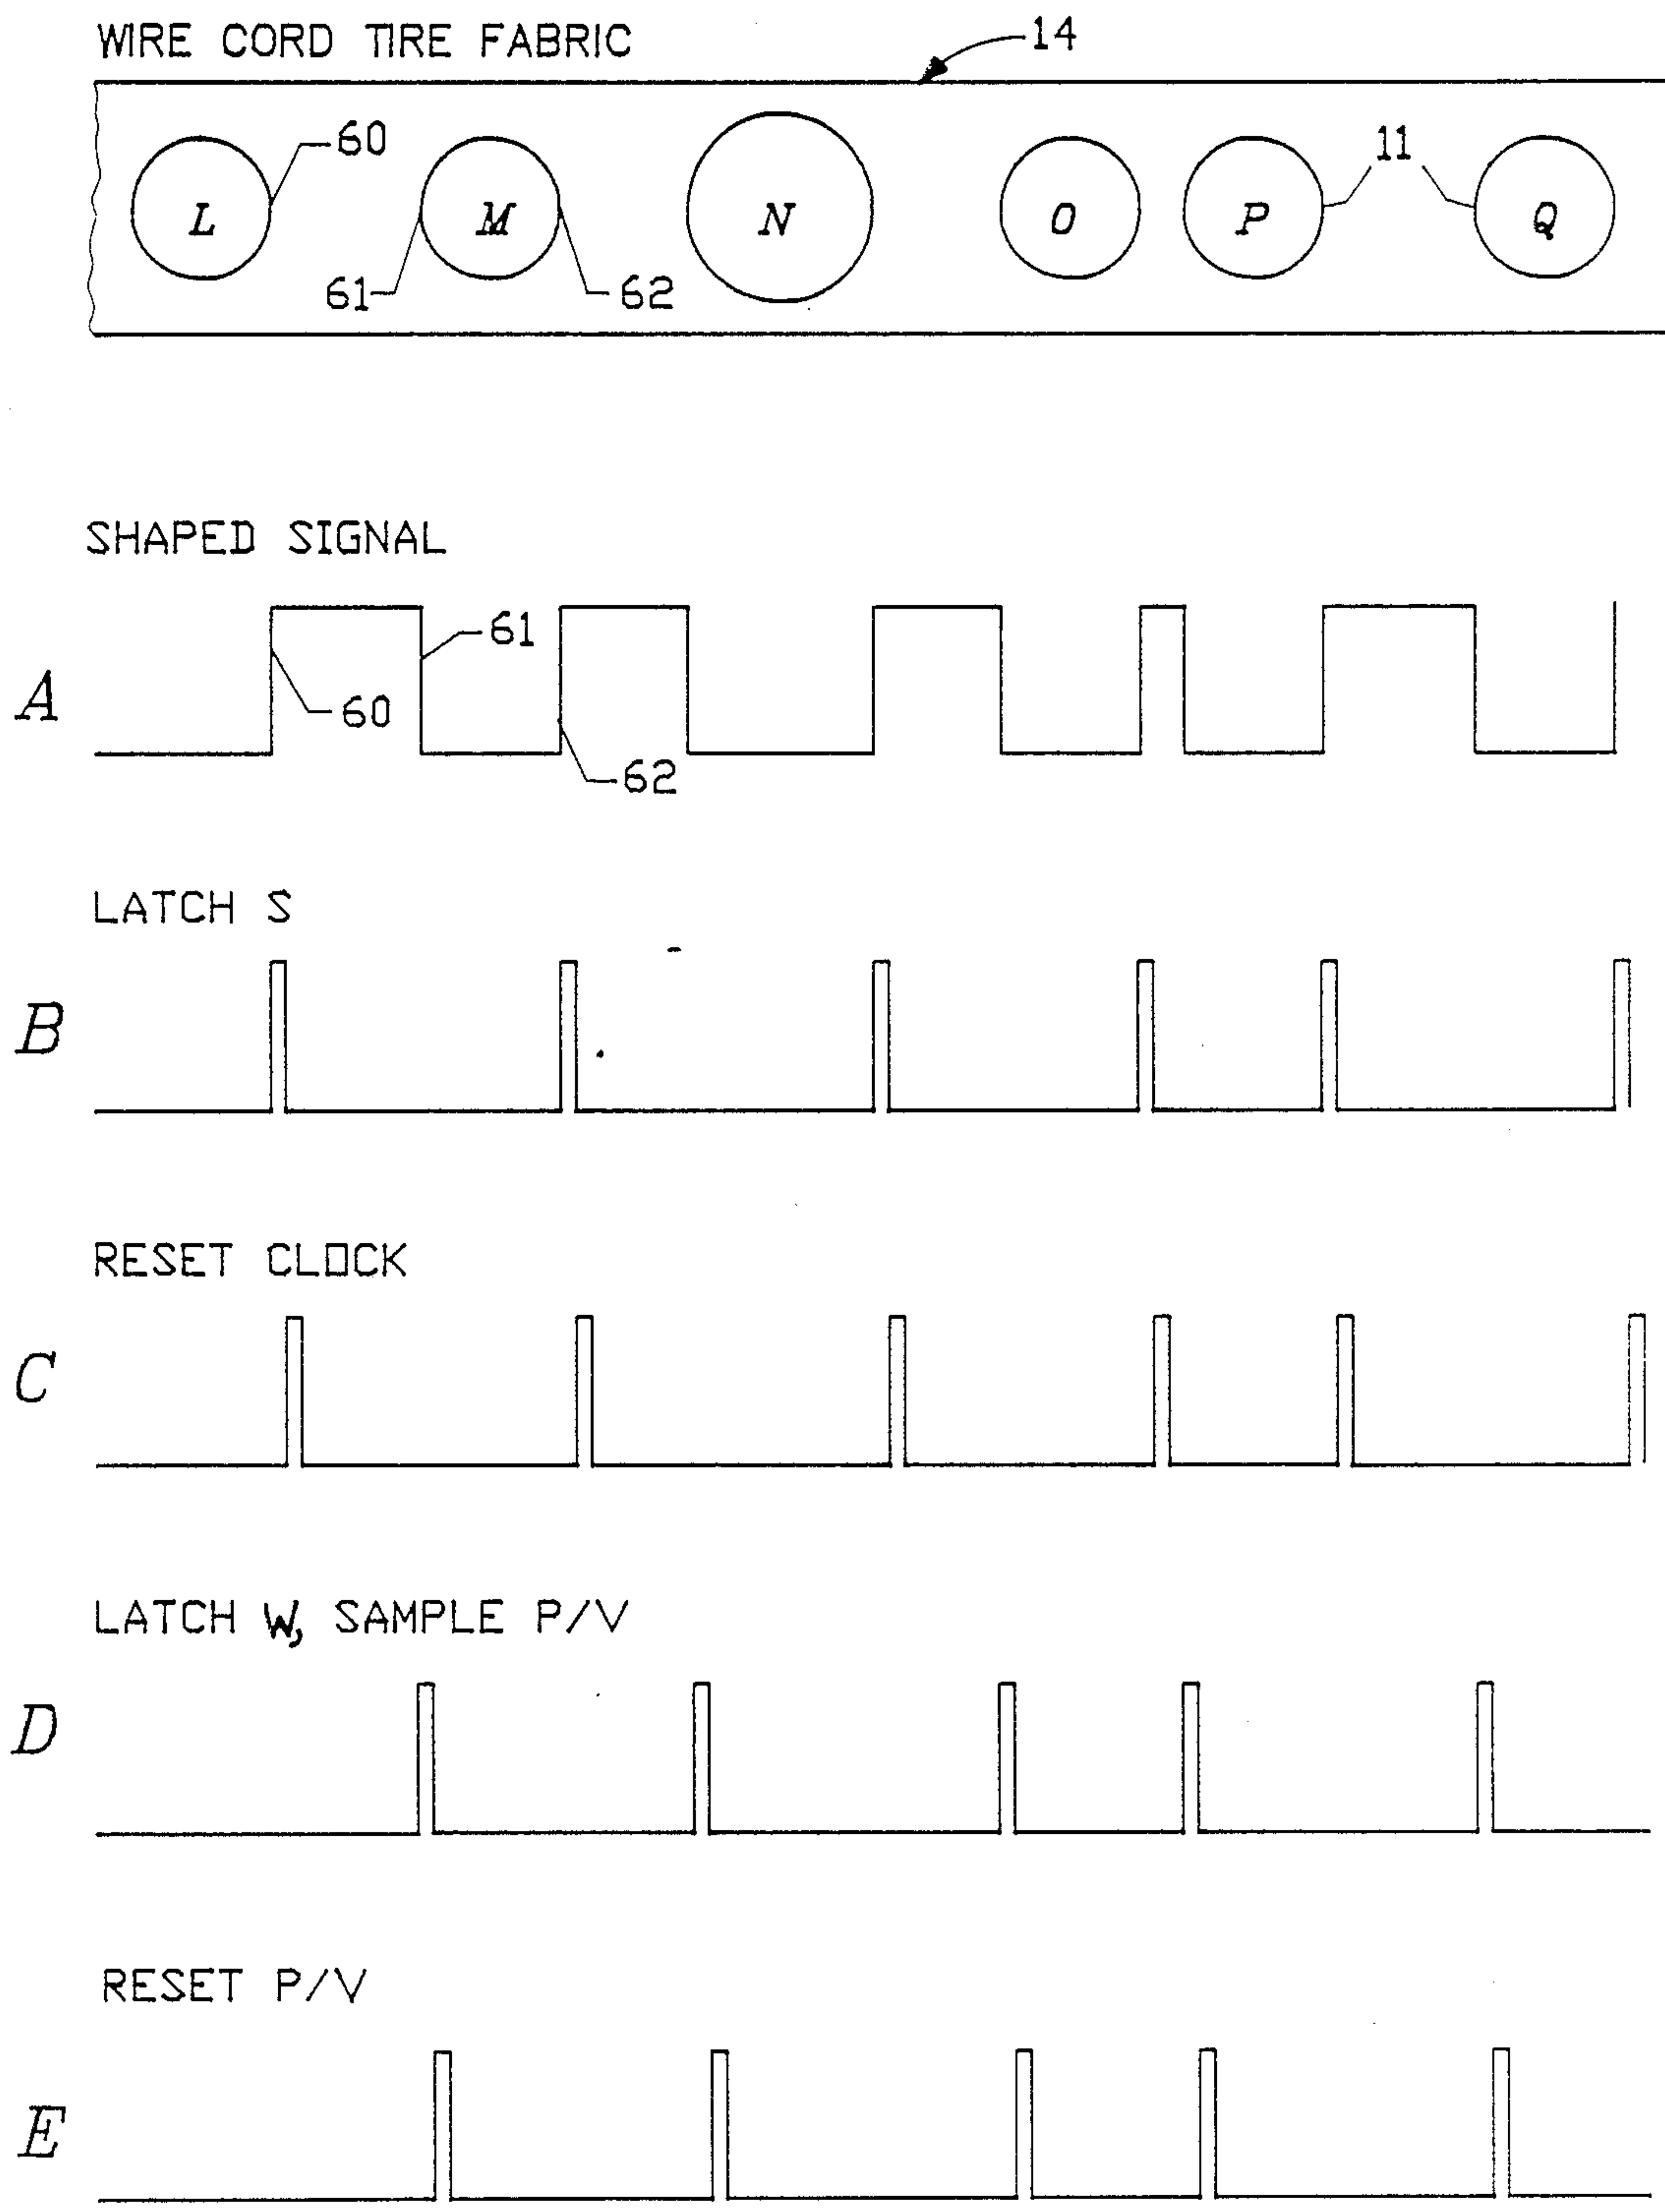 WIRE CORD TIRE FABRIC
14
60
11
L
M
N
O
P
Q
61
62
SHAPED SIGNAL
61
A
60
62
LATCH S
B
RESET CLOCK
C
LATCH W, SAMPLE P/V
D
RESET P/V
E